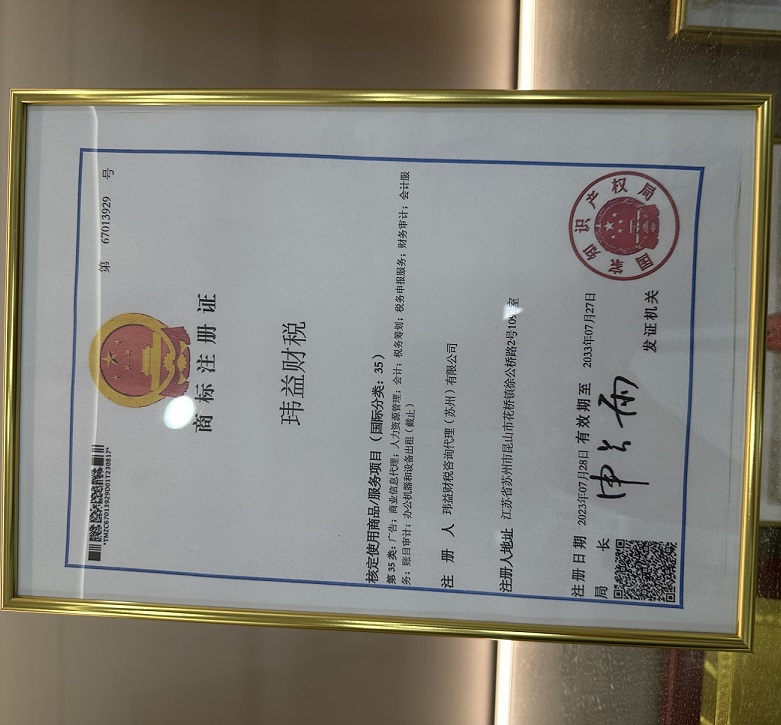 *TMZC67013929D01T230817*
第 67013929 号
商标注册证
玮益财税
核定使用商品/服务项目（国际分类：35）
第35类：广告；商业信息代理；人力资源管理；会计；税务筹划；税务申报服务；财务审计；会计服
务；账目审计；办公机器和设备出租（截止）
注册人 玮益财税咨询代理（苏州）有限公司
注册人地址 江苏省苏州市昆山市花桥镇徐公桥路2号10 室
注册日期 2023年07月28日 有效期至 2033年07月27日
局长 申长雨
发证机关
国家知识产权局